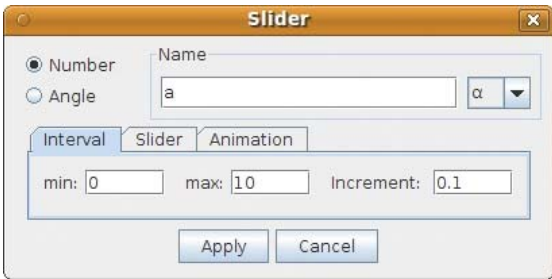 Slider
Name
Number
Angle
a
α
Interval Slider Animation
min: 0 max: 10 Increment: 0.1
Apply Cancel